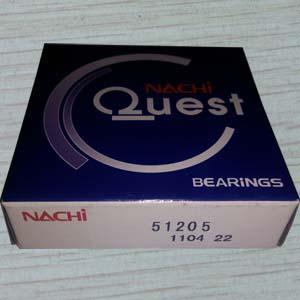 NACHi
Quest
BEARINGS
NACHi 51205
1104 22